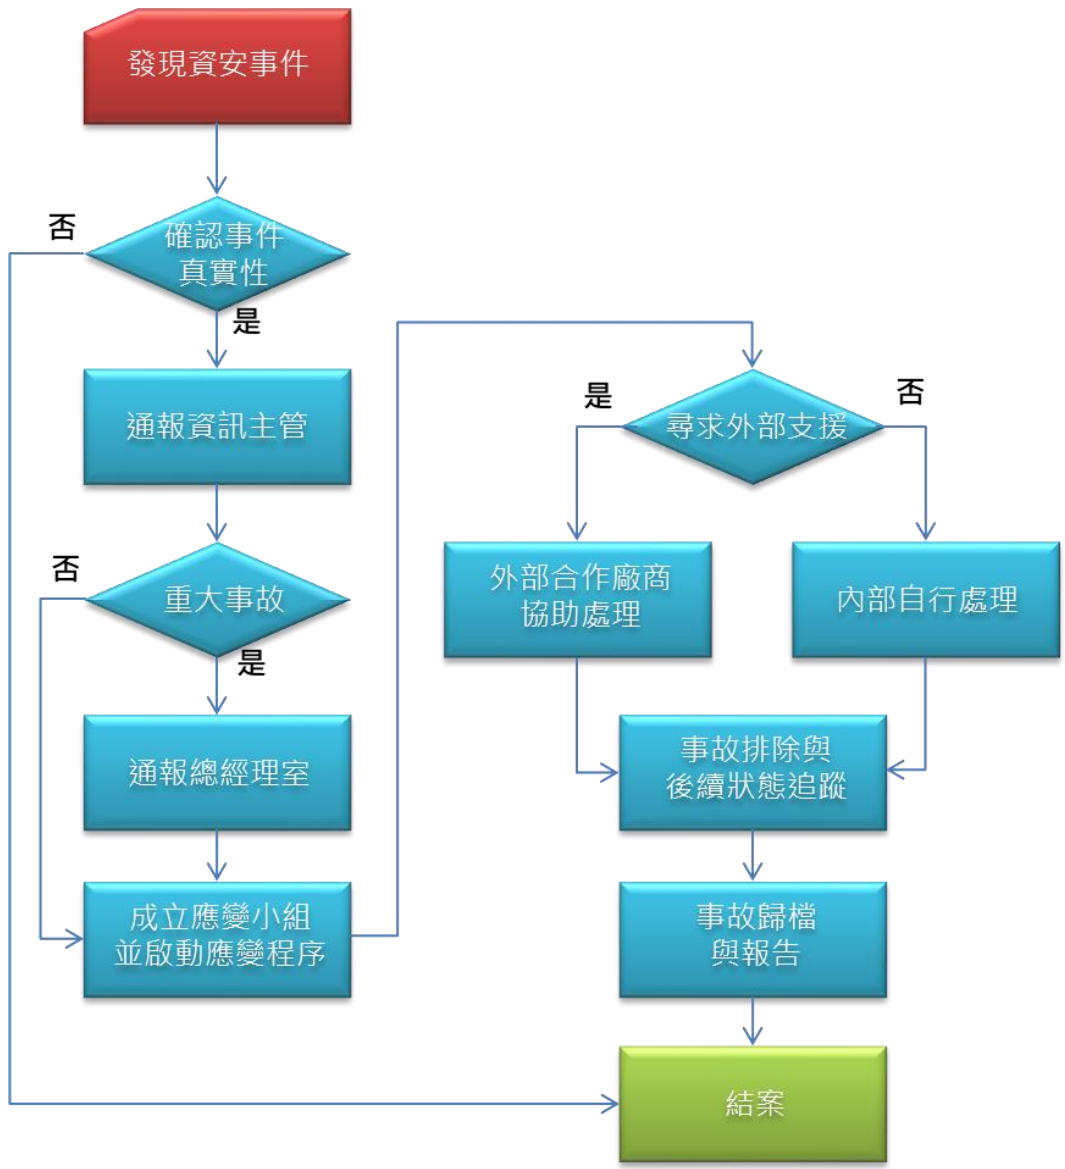 發現資安事件
否
確認事件
真實性
是
通報資訊主管
否
重大事故
是
通報總經理室
成立應變小組
並啟動應變程序
是
尋求外部支援
否
外部合作廠商
協助處理
內部自行處理
事故排除與
後續狀態追蹤
事故歸檔
與報告
結案